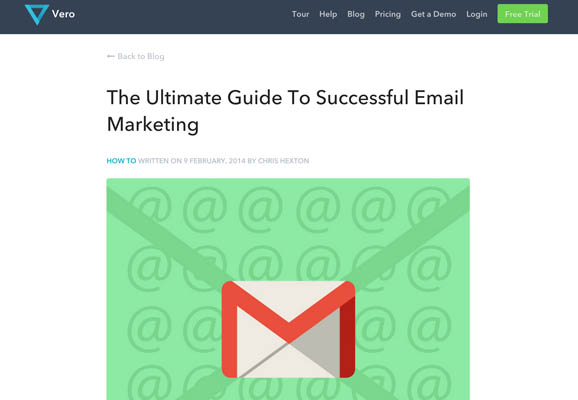 Vero
Tour Help Blog Pricing Get a Demo Login Free Trial
← Back to Blog
The Ultimate Guide To Successful Email
Marketing
HOW TO WRITTEN ON 9 FEBRUARY, 2014 BY CHRIS HEXTON
@ @ @ @ @ @
@ @ @ @ @ @
@ @ @ @
@ @ @ @ @ @